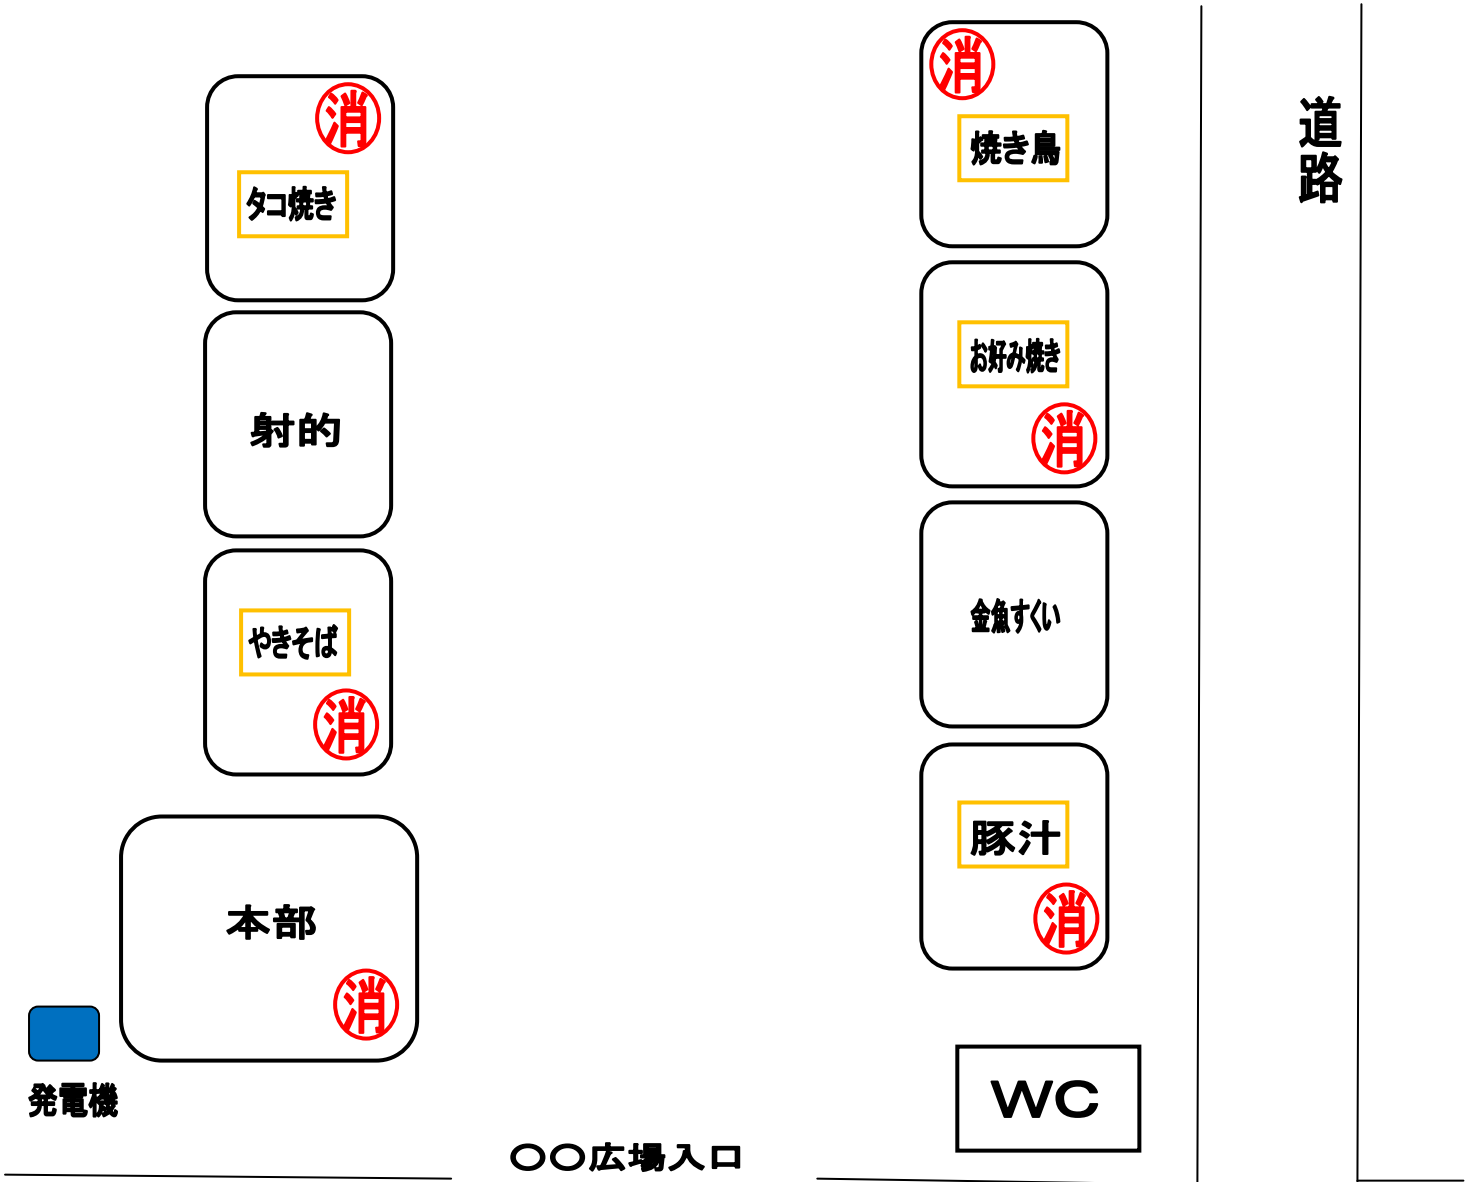 消
タコ焼き
射的
やきそば
消
本部
消
発電機
〇〇広場入口
消
焼き鳥
お好み焼き
消
金魚すくい
豚汁
消
WC
道
路